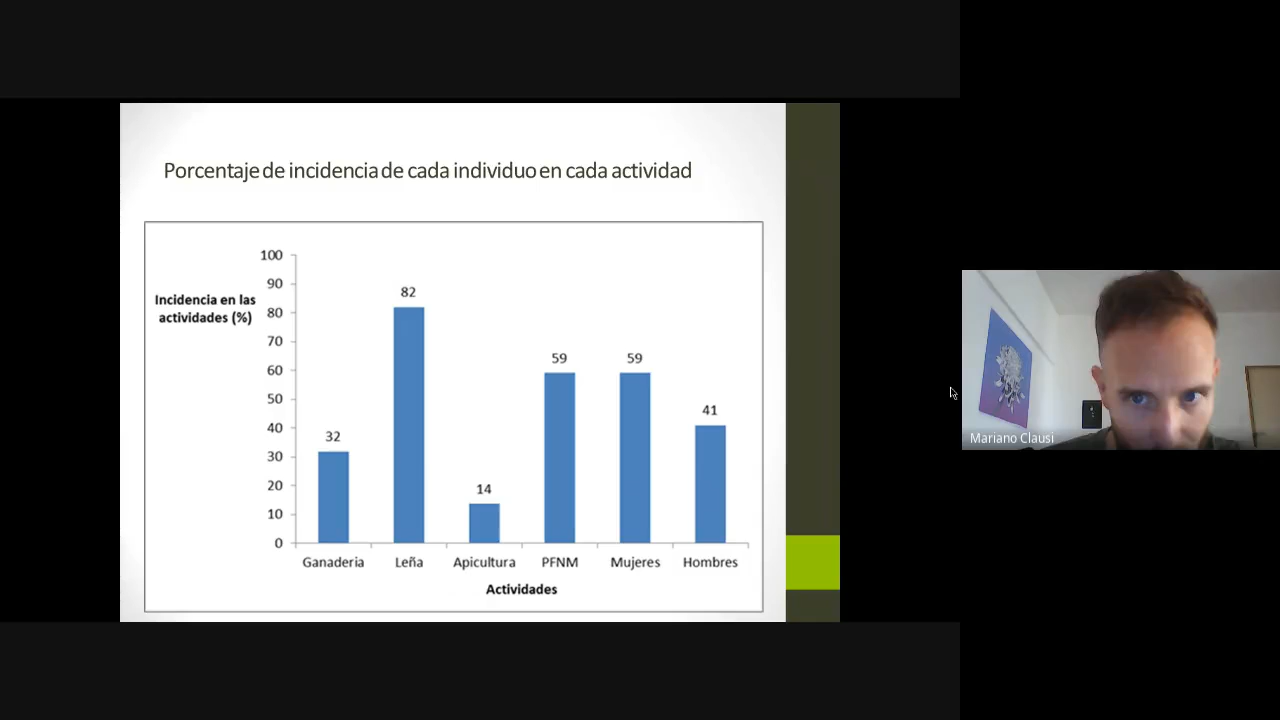 Porcentaje de incidencia de cada individuo en cada actividad
Incidencia en las
actividades (%)
100
90
80
70
60
50
40
30
20
10
0
32
82
14
59
59
41
Ganaderia
Leña
Apicultura
PFNM
Mujeres
Hombres
Actividades
Mariano Clausi